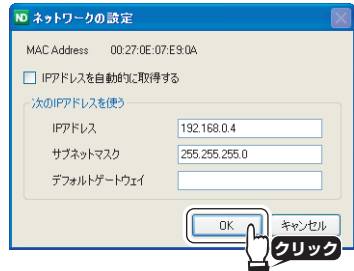 ND ネットワークの設定
MAC Address 00:27:0E:07:E9:0A
IPアドレスを自動的に取得する
次のIPアドレスを使う
IPアドレス 192.168.0.4
サブネットマスク 255.255.255.0
デフォルトゲートウェイ
OK キャンセル
クリック